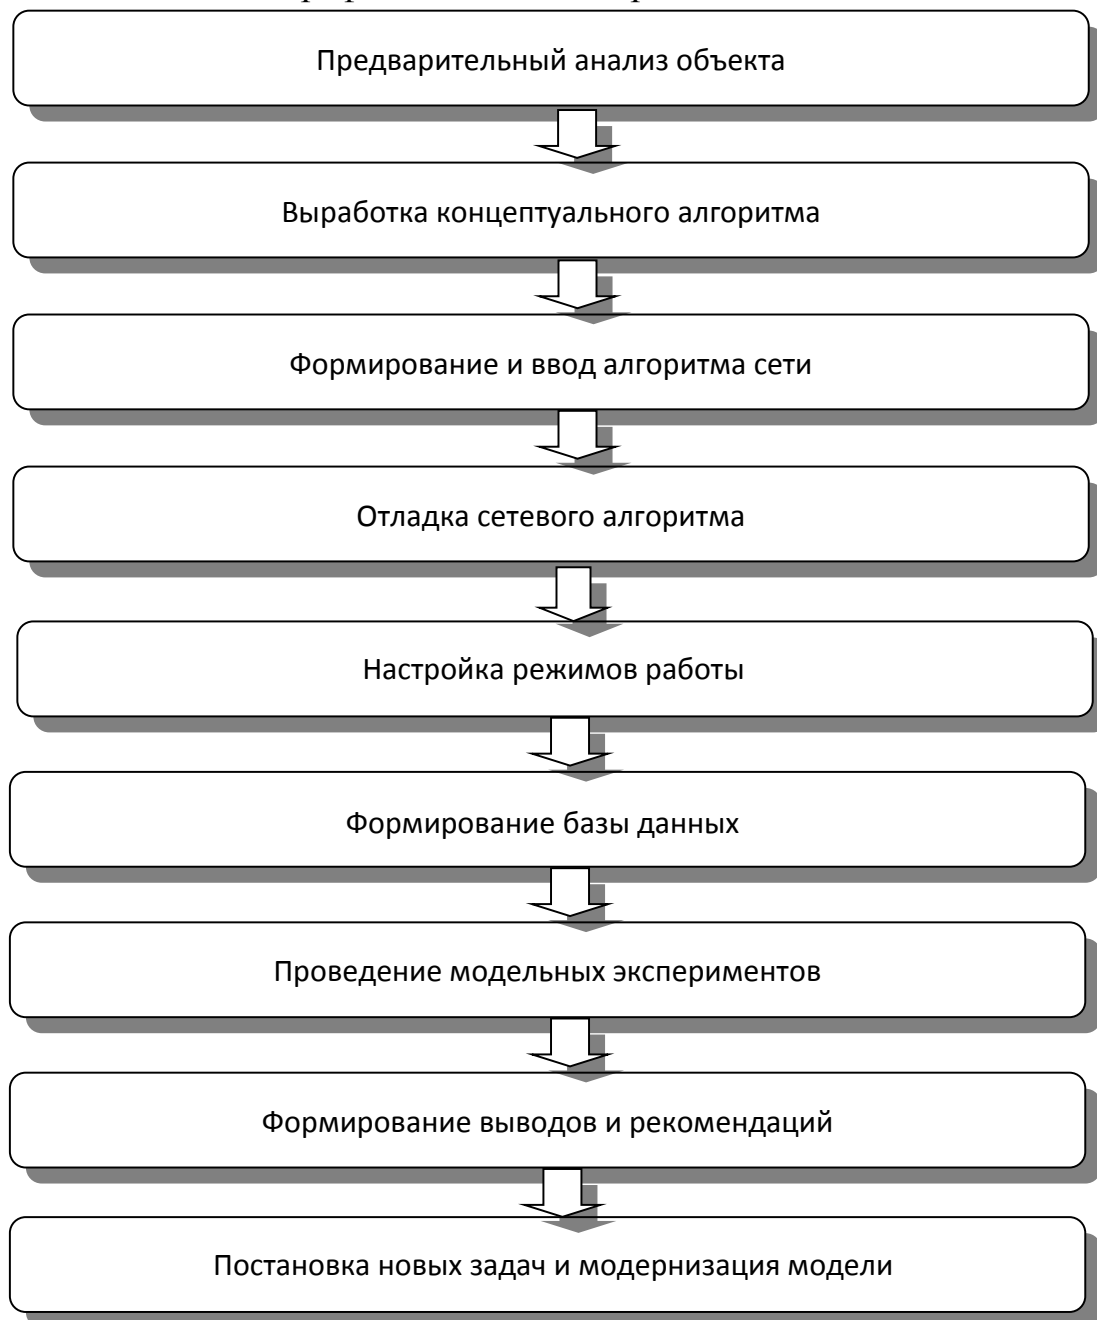 Предварительный анализ объекта
Выработка концептуального алгоритма
Формирование и ввод алгоритма сети
Отладка сетевого алгоритма
Настройка режимов работы
Формирование базы данных
Проведение модельных экспериментов
Формирование выводов и рекомендаций
Постановка новых задач и модернизация модели